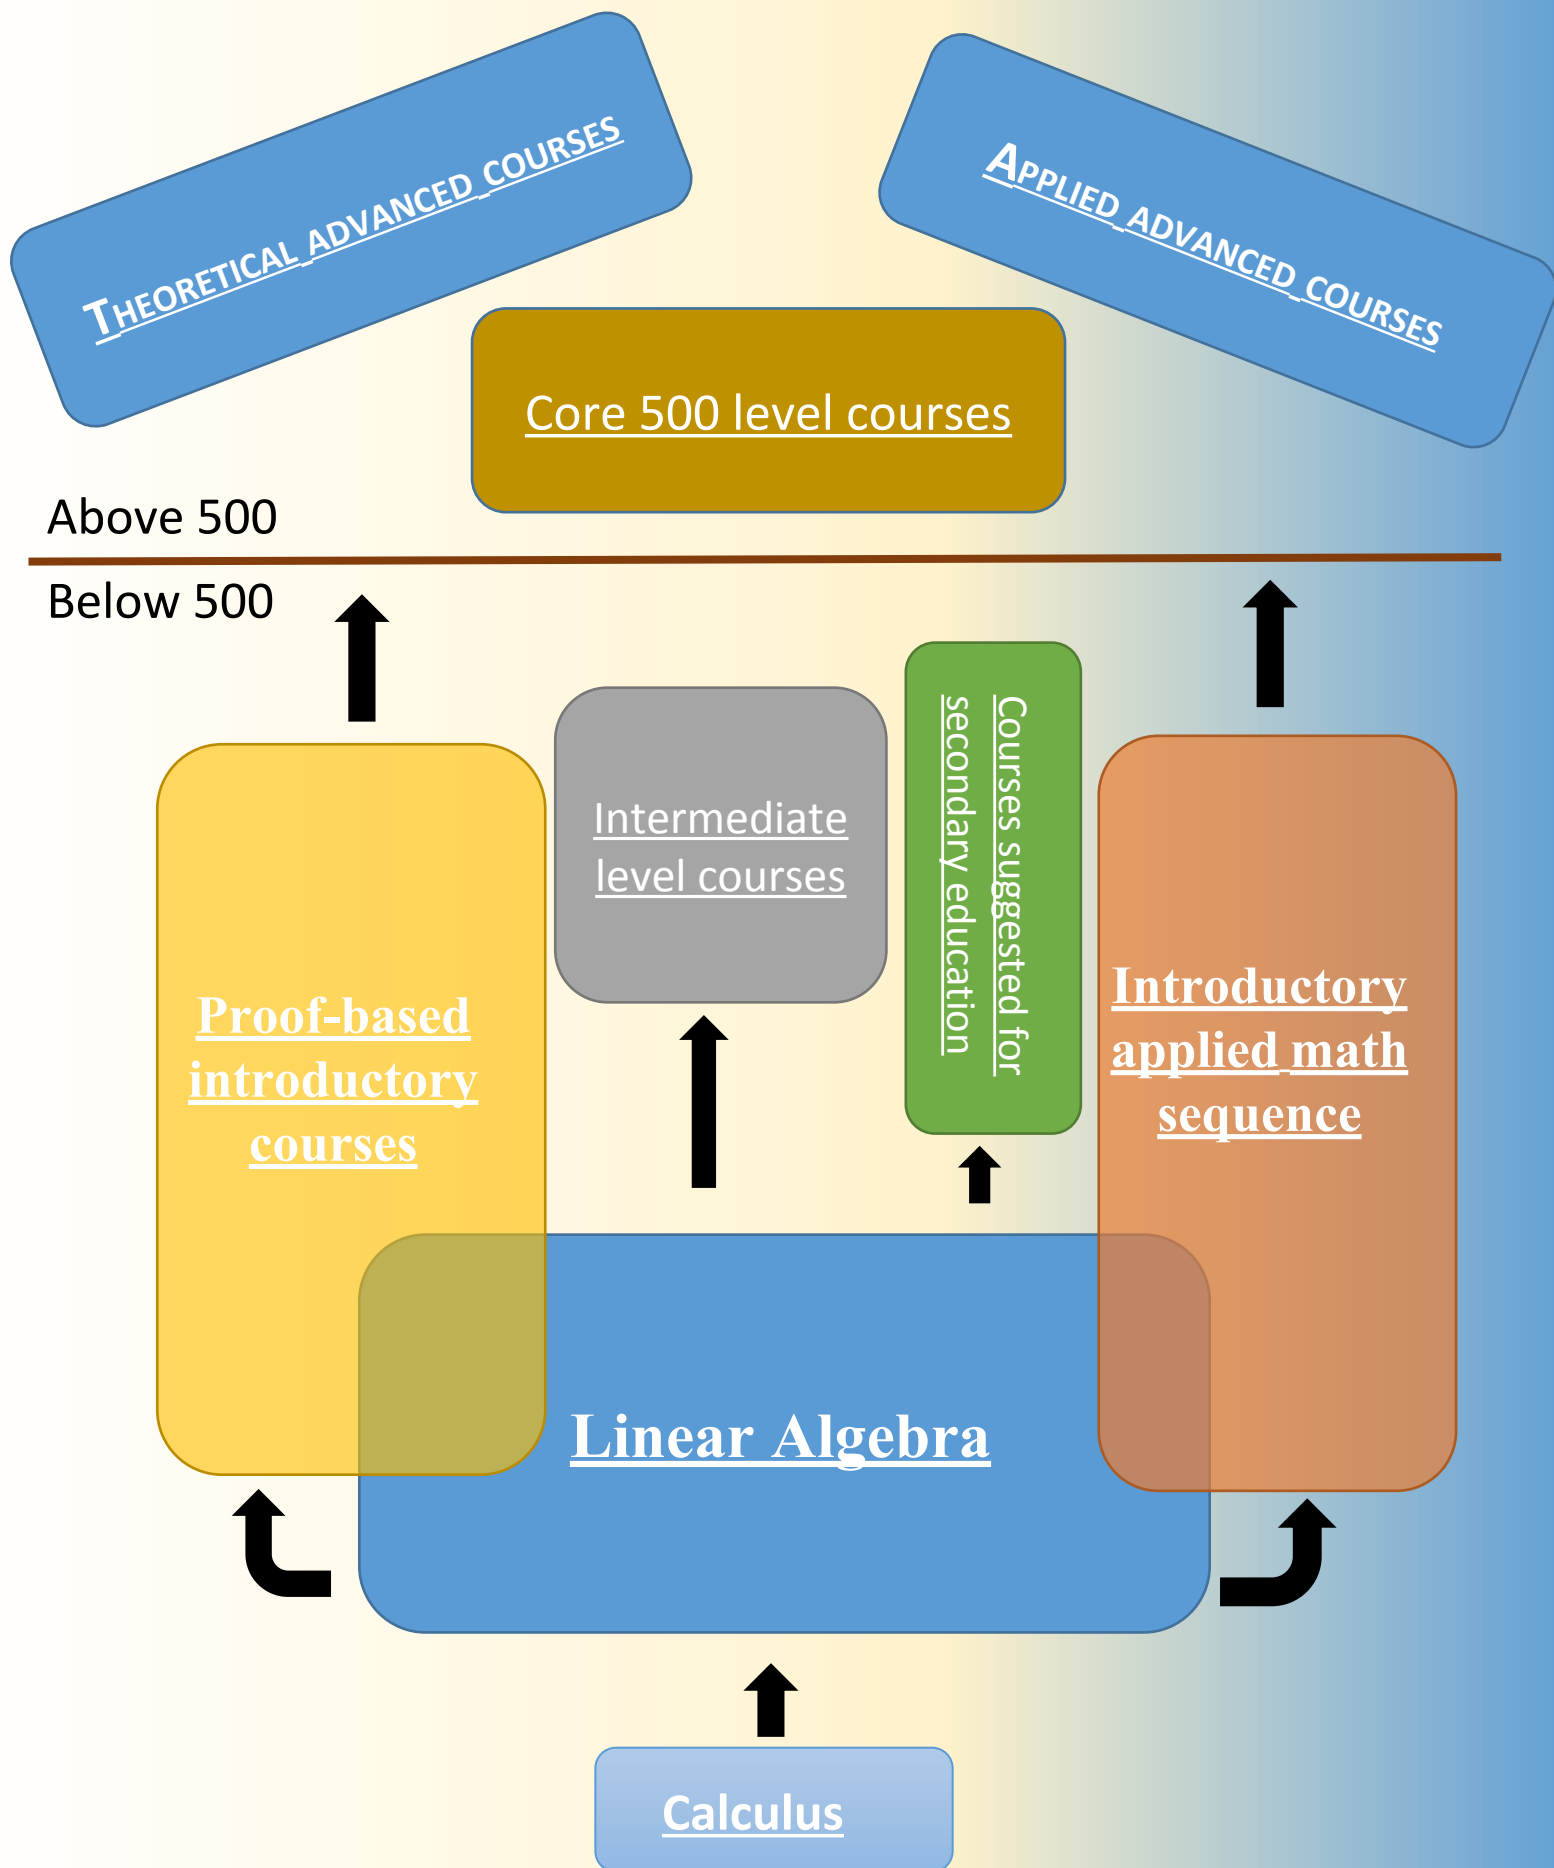 Theoretical advanced courses
Applied advanced courses
Core 500 level courses
Above 500
Below 500
Proof-based
introductory
courses
Intermediate
level courses
Courses suggested for
secondary education
Introductory
applied math
sequence
Linear Algebra
Calculus